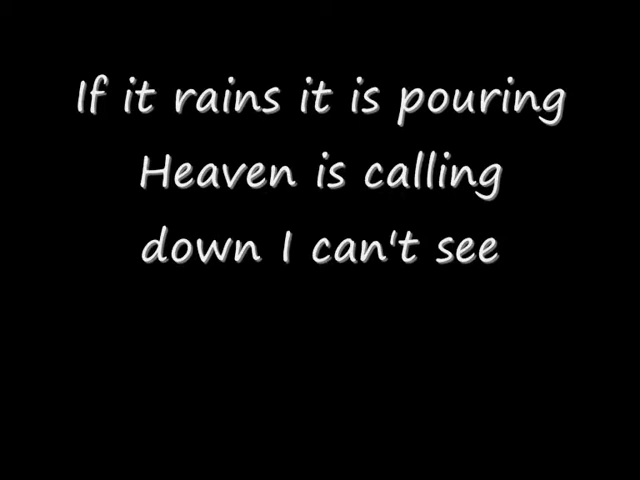 If it rains it is pouring
Heaven is calling
down I can't see